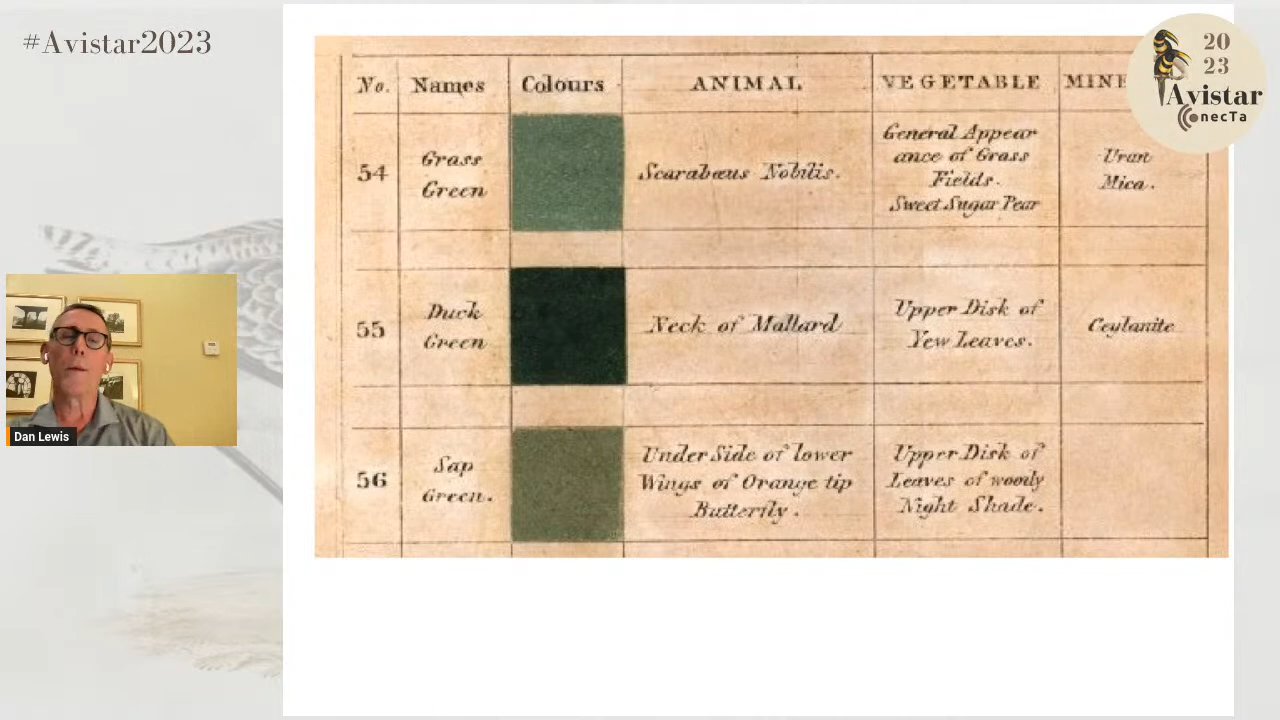 #Avistar2023
20
23
Avistar
ConecTa
No.
Names
Colours
ANIMAL
VEGETABLE
54
Grass
Green
Scarabæus Nobilis.
General Appear
ance of Grass
Fields.
Sweet Sugar Pear
Uran
Mica.
55
Duck
Green
Neck of Mallard
Upper Disk of
Yew Leaves.
Ceylanite
56
Sap
Green.
Under Side of lower
Wings of Orange tip
Butterfly.
Upper Disk of
Leaves of woody
Night Shade.
Dan Lewis